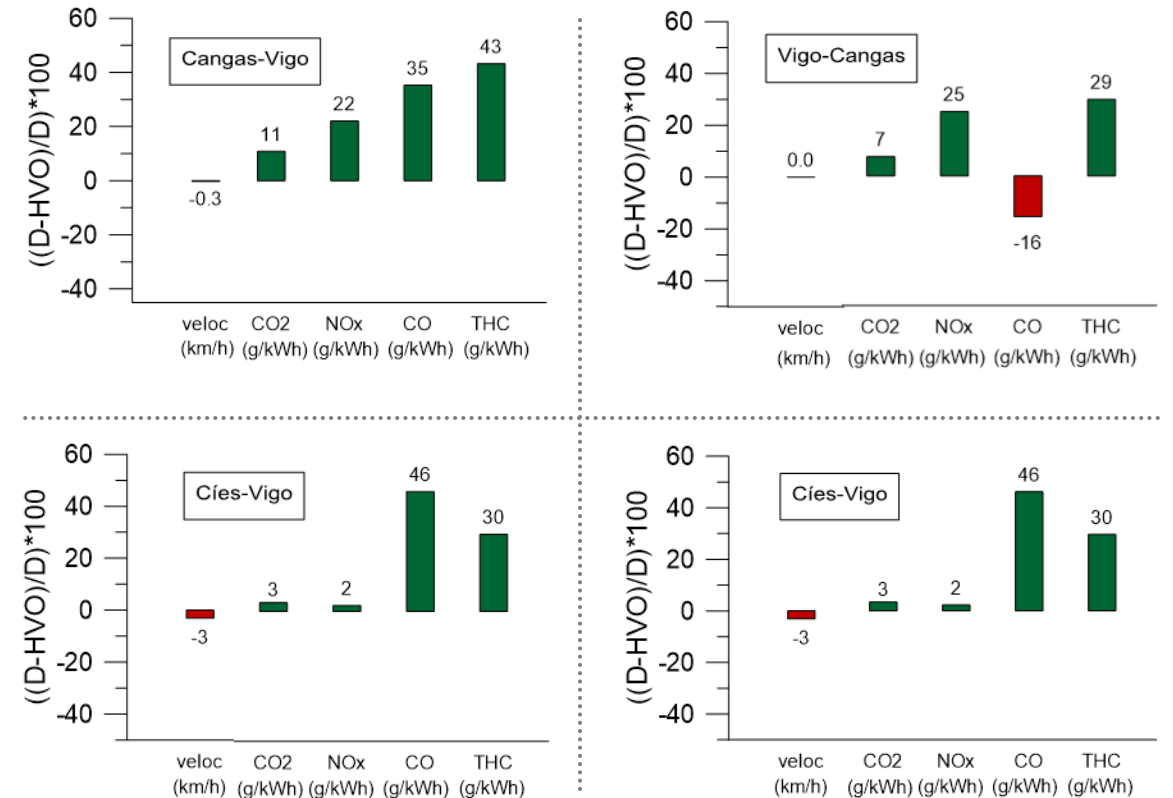 ((D-HVO)/D)*100
60
40
20
0
-20
-40
Cangas-Vigo
-0.3
11
22
35
43
veloc CO2 NOx CO THC
(km/h) (g/kWh) (g/kWh) (g/kWh) (g/kWh)
((D-HVO)/D)*100
60
40
20
0
-20
-40
Vigo-Cangas
0.0
7
25
-16
29
veloc CO2 NOx CO THC
(km/h) (g/kWh) (g/kWh) (g/kWh) (g/kWh)
((D-HVO)/D)*100
60
40
20
0
-20
-40
Cíes-Vigo
-3
3
2
46
30
veloc CO2 NOx CO THC
(km/h) (g/kWh) (g/kWh) (g/kWh) (g/kWh)
((D-HVO)/D)*100
60
40
20
0
-20
-40
Cíes-Vigo
-3
3
2
46
30
veloc CO2 NOx CO THC
(km/h) (g/kWh) (g/kWh) (g/kWh) (g/kWh)